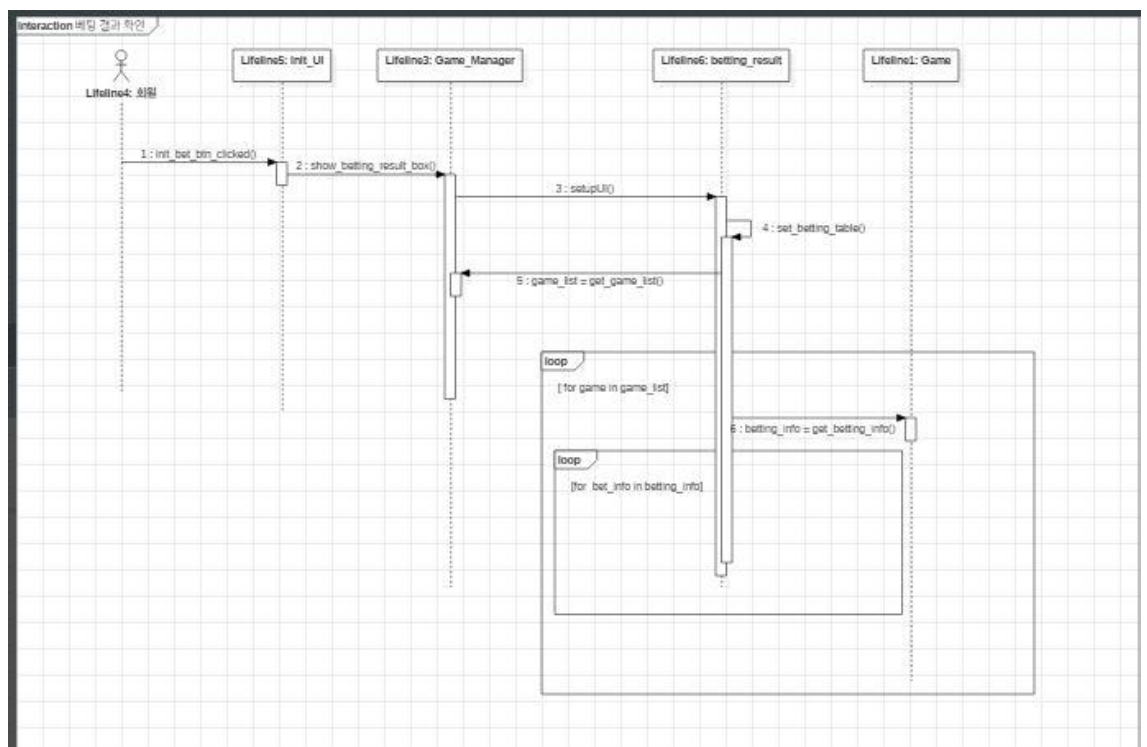 Interaction 베팅 결과 확인
Lifeline5: Init_UI
Lifeline3: Game_Manager
Lifeline6: betting_result
Lifeline1: Game
Lifeline4: 회원
1 : init_bet_btn_clicked()
2 : show_betting_result_box()
3 : setupUI()
4 : set_betting_table()
5 : game_list = get_game_list()
loop
[ for game in game_list]
6 : betting_info = get_betting_info()
loop
[for bet_info in betting_info]